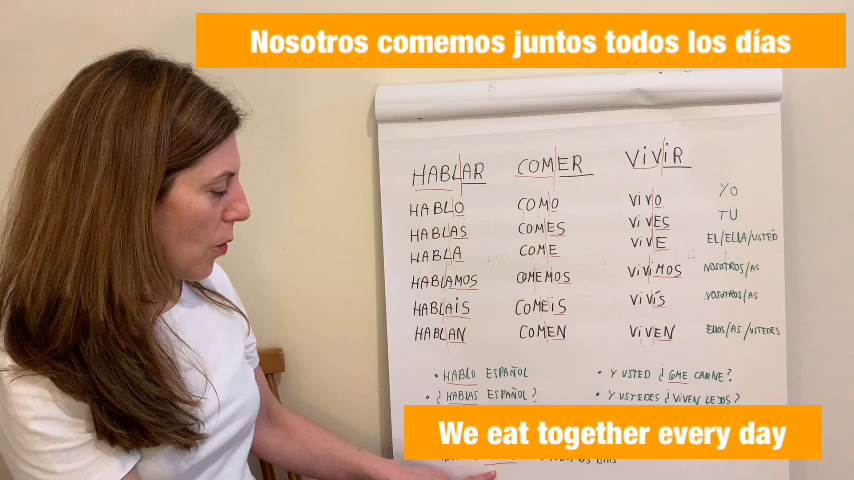 Nosotros comemos juntos todos los días
HABLAR COMER ViViR
HABLO COMO ViVO YO
HABLAS COMES ViVES TU
HABLA COME ViVE EL/ELLA/USTED
HABLAMOS COMEMOS ViViMOS NOSOTROS/AS
HABLAiS COMEiS ViVíS VOSOTROS/AS
HABLAN COMEN ViVEN ELLOS/AS/USTEDES
• HABLO ESPAÑOL
• ¿HABLAS ESPAÑOL?
• Y USTED ¿COME CARNE?
• Y USTEDES ¿ViVEN LEJOS?
We eat together every day